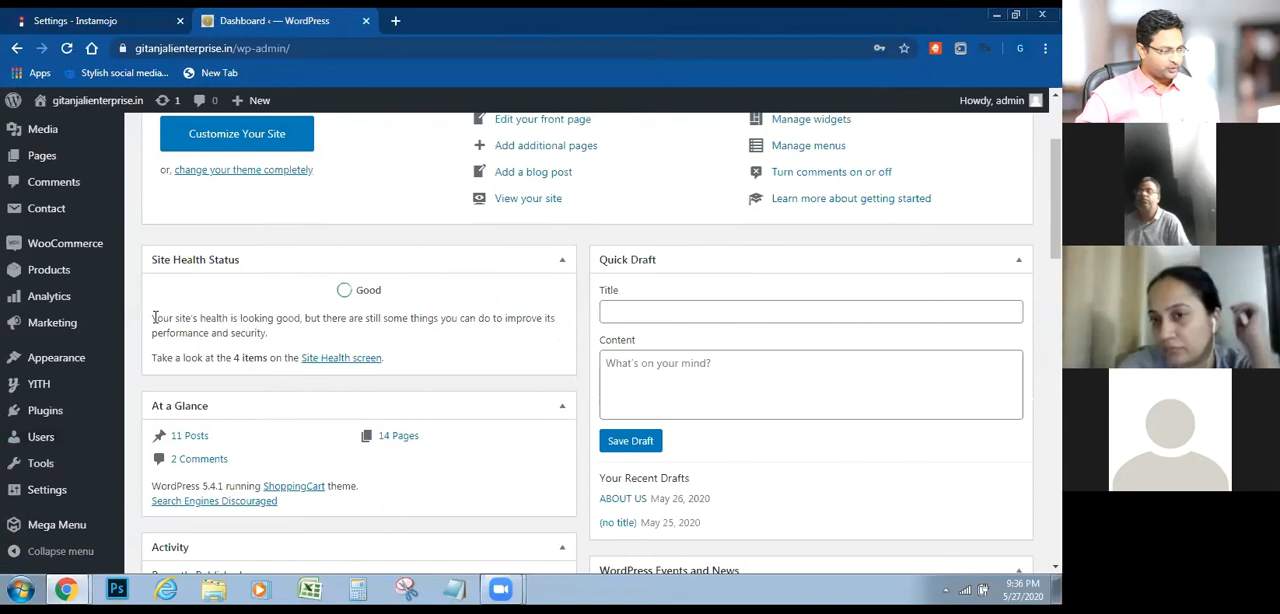 Settings - Instamojo
Dashboard ‹ — WordPress
gitanjalienterprise.in/wp-admin/
G
Apps
Stylish social media...
New Tab
gitanjalienterprise.in
1
0
New
Howdy, admin
Media
Pages
Comments
Contact
WooCommerce
Products
Analytics
Marketing
Appearance
YITH
Plugins
Users
Tools
Settings
Mega Menu
Collapse menu
Customize Your Site
or, change your theme completely
Edit your front page
Add additional pages
Add a blog post
View your site
Manage widgets
Manage menus
Turn comments on or off
Learn more about getting started
Site Health Status
Good
Your site's health is looking good, but there are still some things you can do to improve its
performance and security.
Take a look at the 4 items on the Site Health screen.
At a Glance
11 Posts
14 Pages
2 Comments
WordPress 5.4.1 running ShoppingCart theme.
Search Engines Discouraged
Activity
Quick Draft
Title
Content
What's on your mind?
Save Draft
Your Recent Drafts
ABOUT US May 26, 2020
(no title) May 25, 2020
WordPress Events and News
Ps
9:36 PM
5/27/2020